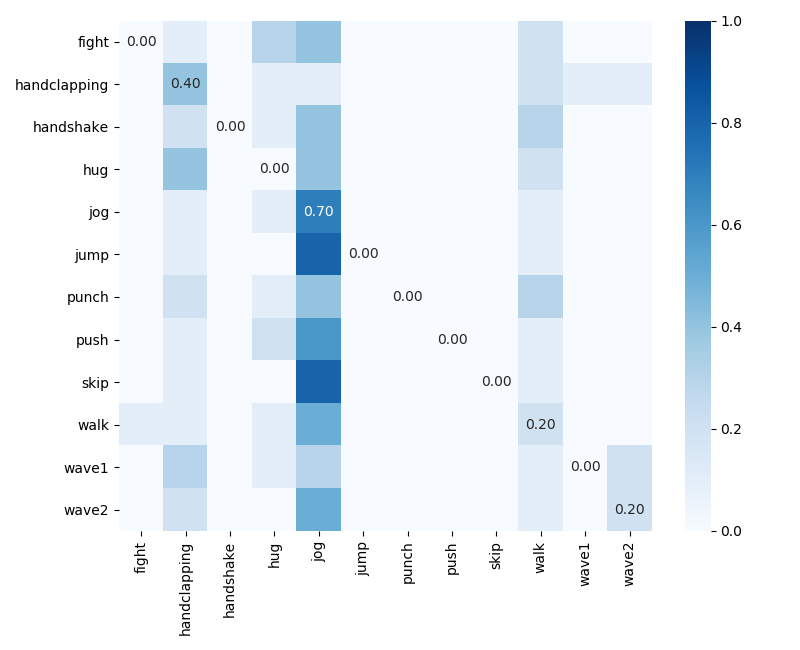 1.0
fight 0.00
handclapping 0.40
0.8
handshake 0.00
hug 0.00
0.6
jog 0.70
jump 0.00
0.4
punch 0.00
push 0.00
skip 0.00
0.2
walk 0.20
wave1 0.00
wave2 0.20
0.0
fight handclapping handshake hug jog jump punch push skip walk wave1 wave2